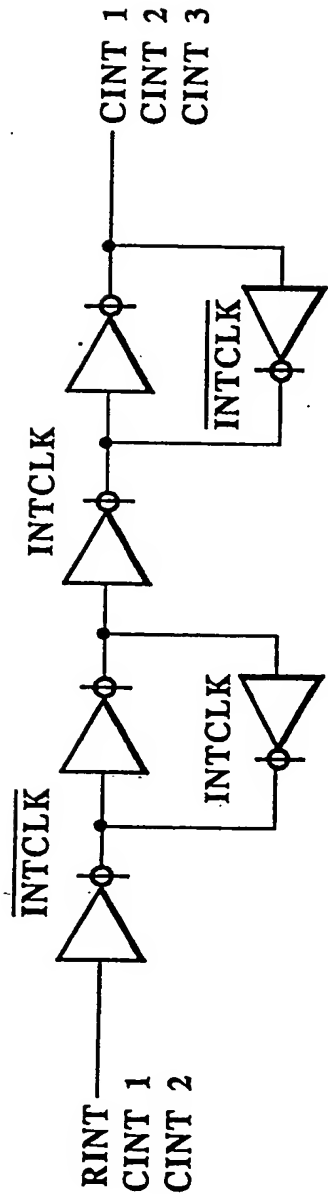 RINT
CINT 1
CINT 2
INTCLK
INTCLK
INTCLK
INTCLK
CINT 1
CINT 2
CINT 3